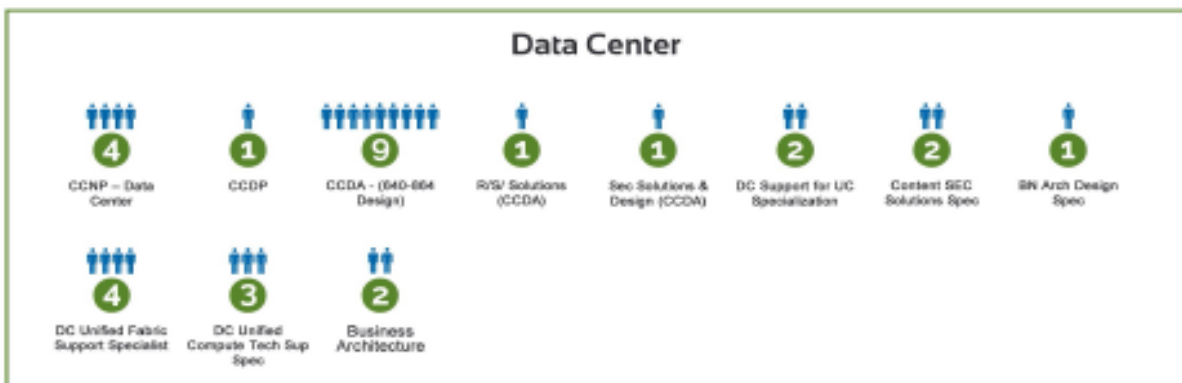 Data Center
4
1
9
1
1
2
2
1
CCNP – Data
Center
CCDP
CCDA - (640-864
Design)
R/S/ Solutions
(CCDA)
Sec Solutions &
Design (CCDA)
DC Support for UC
Specialization
Content SEC
Solutions Spec
BN Arch Design
Spec
4
3
2
DC Unified Fabric
Support Specialist
DC Unified
Compute Tech Sup
Spec
Business
Architecture